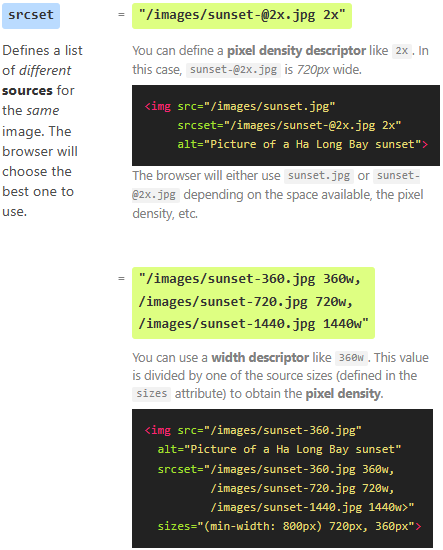 srcset
= "/images/sunset-@2x.jpg 2x"
Defines a list
of different
sources for
the same
image. The
browser will
choose the
best one to
use.
You can define a pixel density descriptor like 2x. In
this case, sunset-@2x.jpg is 720px wide.
<img src="/images/sunset.jpg"
srcset="/images/sunset-@2x.jpg 2x"
alt="Picture of a Ha Long Bay sunset">
The browser will either use sunset.jpg or sunset-
@2x.jpg depending on the space available, the pixel
density, etc.
= "/images/sunset-360.jpg 360w,
/images/sunset-720.jpg 720w,
/images/sunset-1440.jpg 1440w"
You can use a width descriptor like 360w. This value
is divided by one of the source sizes (defined in the
sizes attribute) to obtain the pixel density.
<img src="/images/sunset-360.jpg"
alt="Picture of a Ha Long Bay sunset"
srcset="/images/sunset-360.jpg 360w,
/images/sunset-720.jpg 720w,
/images/sunset-1440.jpg 1440w>"
sizes="(min-width: 800px) 720px, 360px">